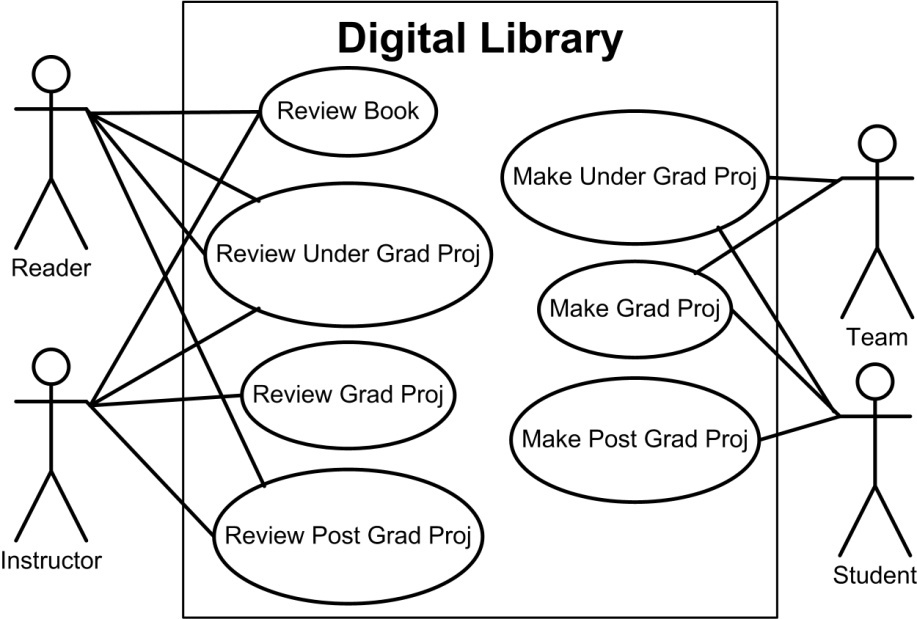 Digital Library
Review Book
Make Under Grad Proj
Review Under Grad Proj
Reader
Make Grad Proj
Team
Review Grad Proj
Make Post Grad Proj
Review Post Grad Proj
Instructor
Student